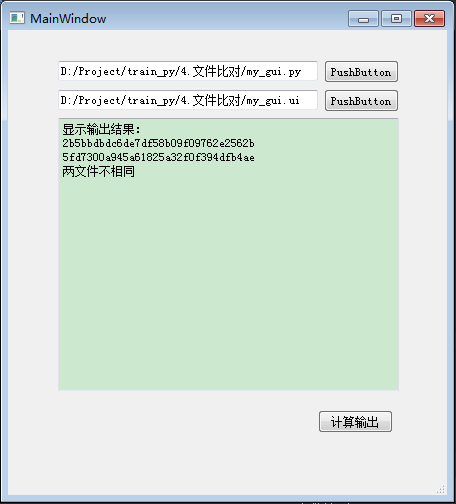 MainWindow
D:/Project/train_py/4.文件比对/my_gui.py
PushButton
D:/Project/train_py/4.文件比对/my_gui.ui
PushButton
显示输出结果:
2b5bbdbdc6de7df58b09f09762e2562b
5fd7300a945a61825a32f0f394dfb4ae
两文件不相同
计算输出